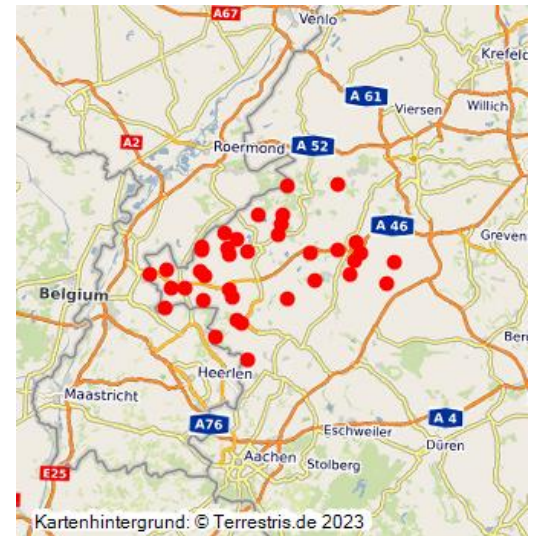 A67
Venlo
Krefeld
A 61
Viersen
Willich
A2
Roermond
A 52
A 46
Greven
Belgium
Ber
Heerlen
Maastricht
A76
A 4
Eschweiler
Düren
Aachen
Stolberg
E25
Kartenhintergrund: © Terrestris.de 2023